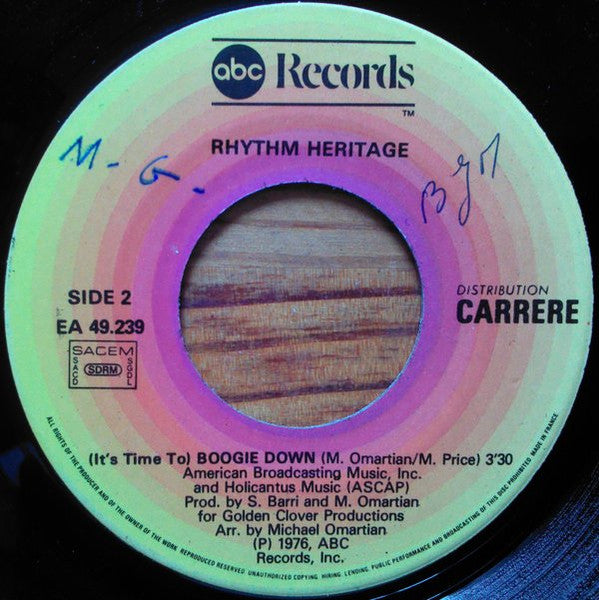 abc Records
TM
RHYTHM HERITAGE
M. G.
SIDE 2
EA 49.239
SACEM
SACD
SDRM
SGDL
DISTRIBUTION
CARRERE
(It's Time To) BOOGIE DOWN (M. Omartian/M. Price) 3'30
American Broadcasting Music, Inc.
and Holicantus Music (ASCAP)
Prod. by S. Barri and M. Omartian
for Golden Clover Productions
Arr. by Michael Omartian
(P) 1976, ABC
Records, Inc.
ALL RIGHTS OF THE PRODUCER AND OF THE OWNER OF THE WORK REPRODUCED RESERVED UNAUTHORIZED COPYING, HIRING, LENDING, PUBLIC PERFORMANCE AND BROADCASTING OF THIS DISC PROHIBITED. MADE IN FRANCE